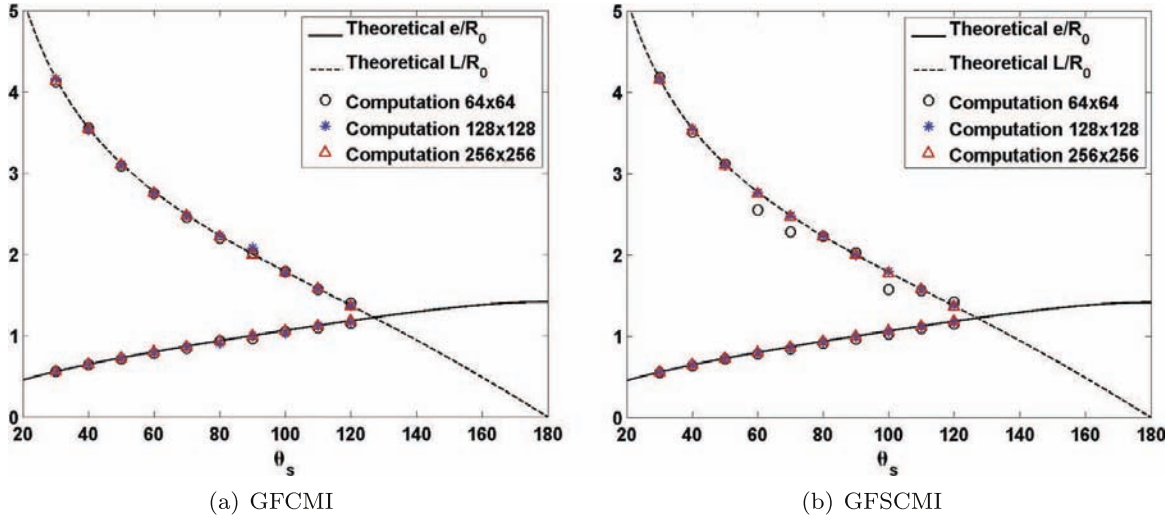 5
4
3
2
1
0
20 40 60 80 100 120 140 160 180
θs
Theoretical e/R0
Theoretical L/R0
Computation 64x64
Computation 128x128
Computation 256x256
(a) GFCMI
5
4
3
2
1
0
20 40 60 80 100 120 140 160 180
θs
Theoretical e/R0
Theoretical L/R0
Computation 64x64
Computation 128x128
Computation 256x256
(b) GFSCMI